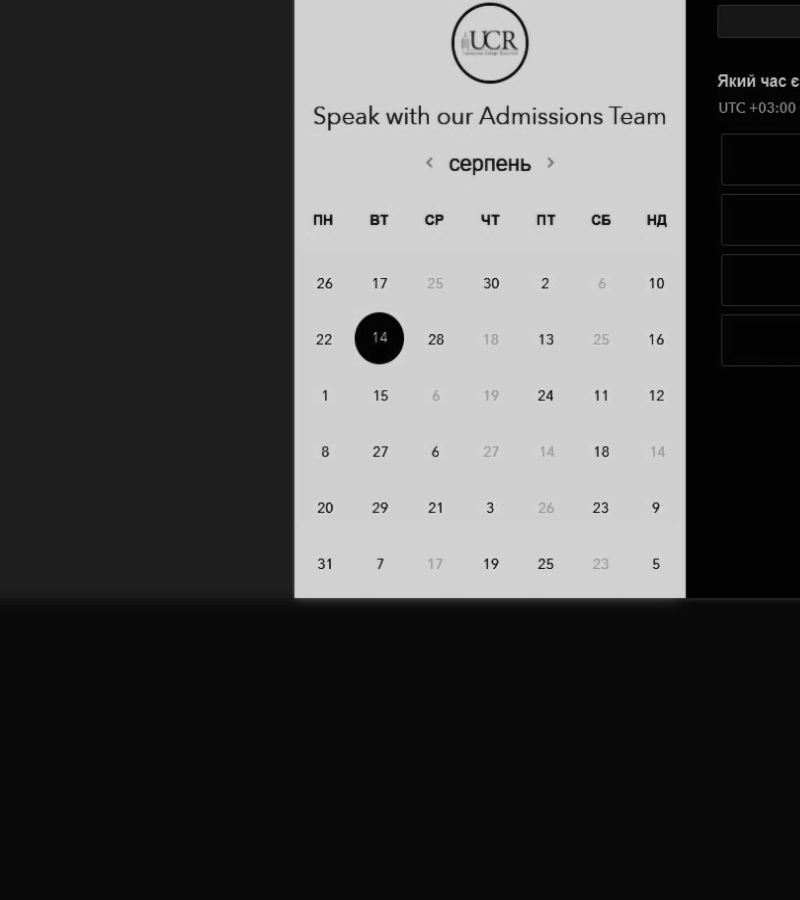 UCR
Speak with our Admissions Team
серпень
ПН ВТ СР ЧТ ПТ СБ НД
26 17 25 30 2 6 10
22 14 28 18 13 25 16
1 15 6 19 24 11 12
8 27 6 27 14 18 14
20 29 21 3 26 23 9
31 7 17 19 25 23 5
Який час є
UTC +03:00